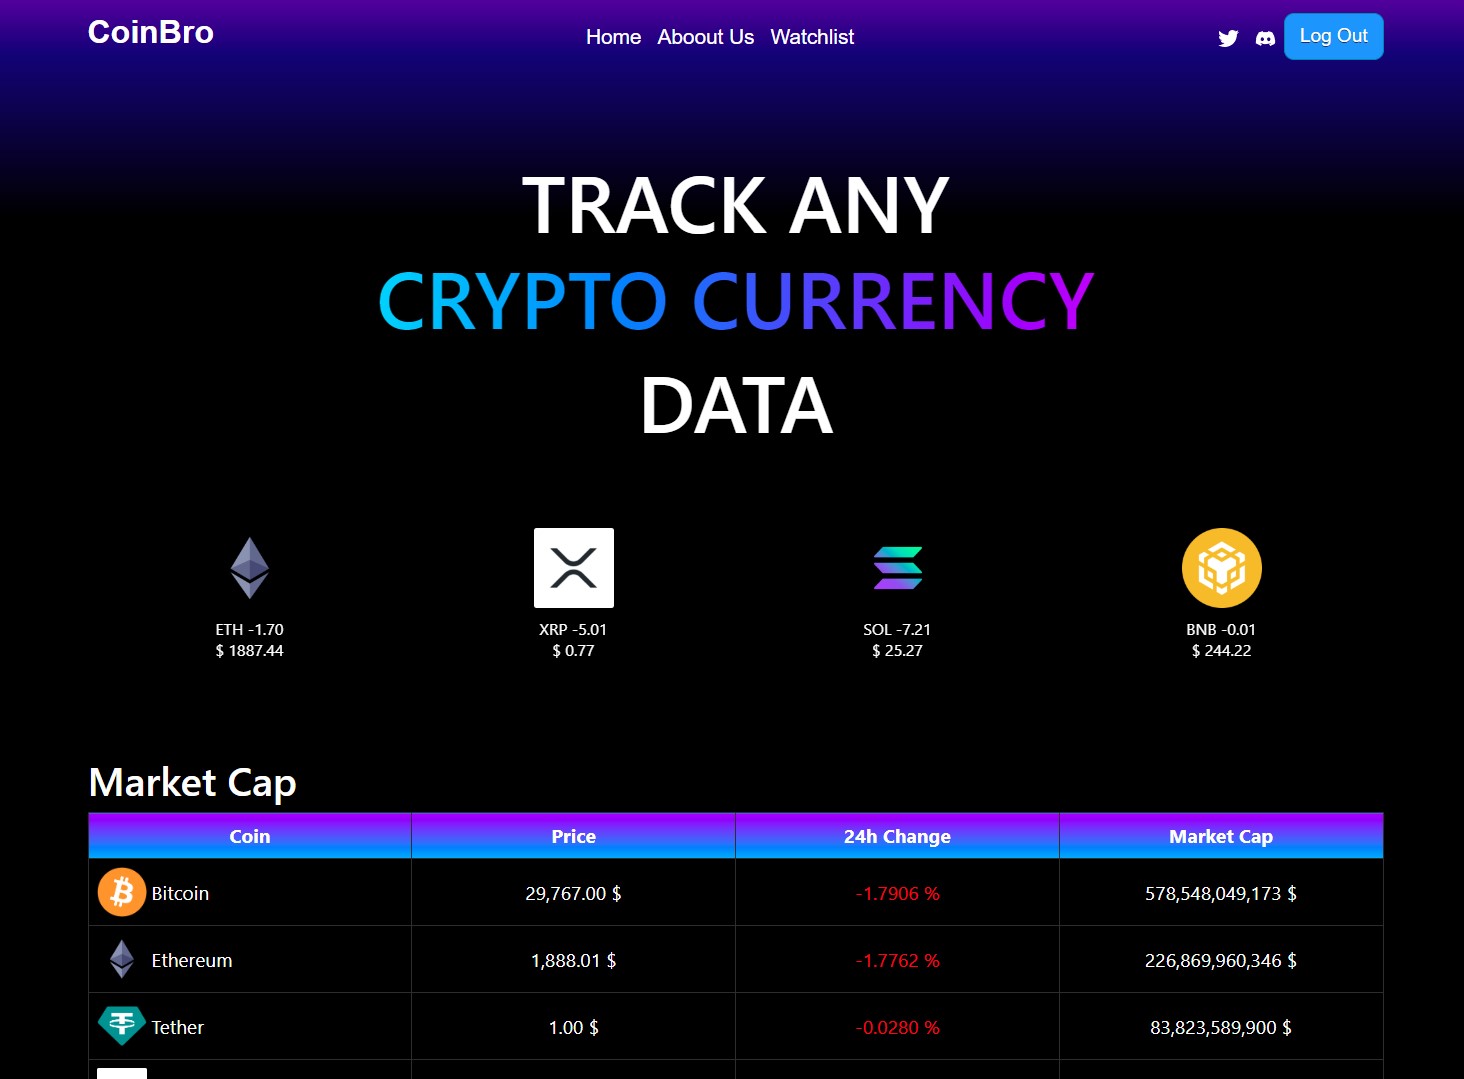 CoinBro
Home Aboout Us Watchlist
Log Out
TRACK ANY
CRYPTO CURRENCY
DATA
ETH -1.70
$ 1887.44
XRP -5.01
$ 0.77
SOL -7.21
$ 25.27
BNB -0.01
$ 244.22
Market Cap
Coin Price 24h Change Market Cap
Bitcoin 29,767.00 $ -1.7906 % 578,548,049,173 $
Ethereum 1,888.01 $ -1.7762 % 226,869,960,346 $
Tether 1.00 $ -0.0280 % 83,823,589,900 $